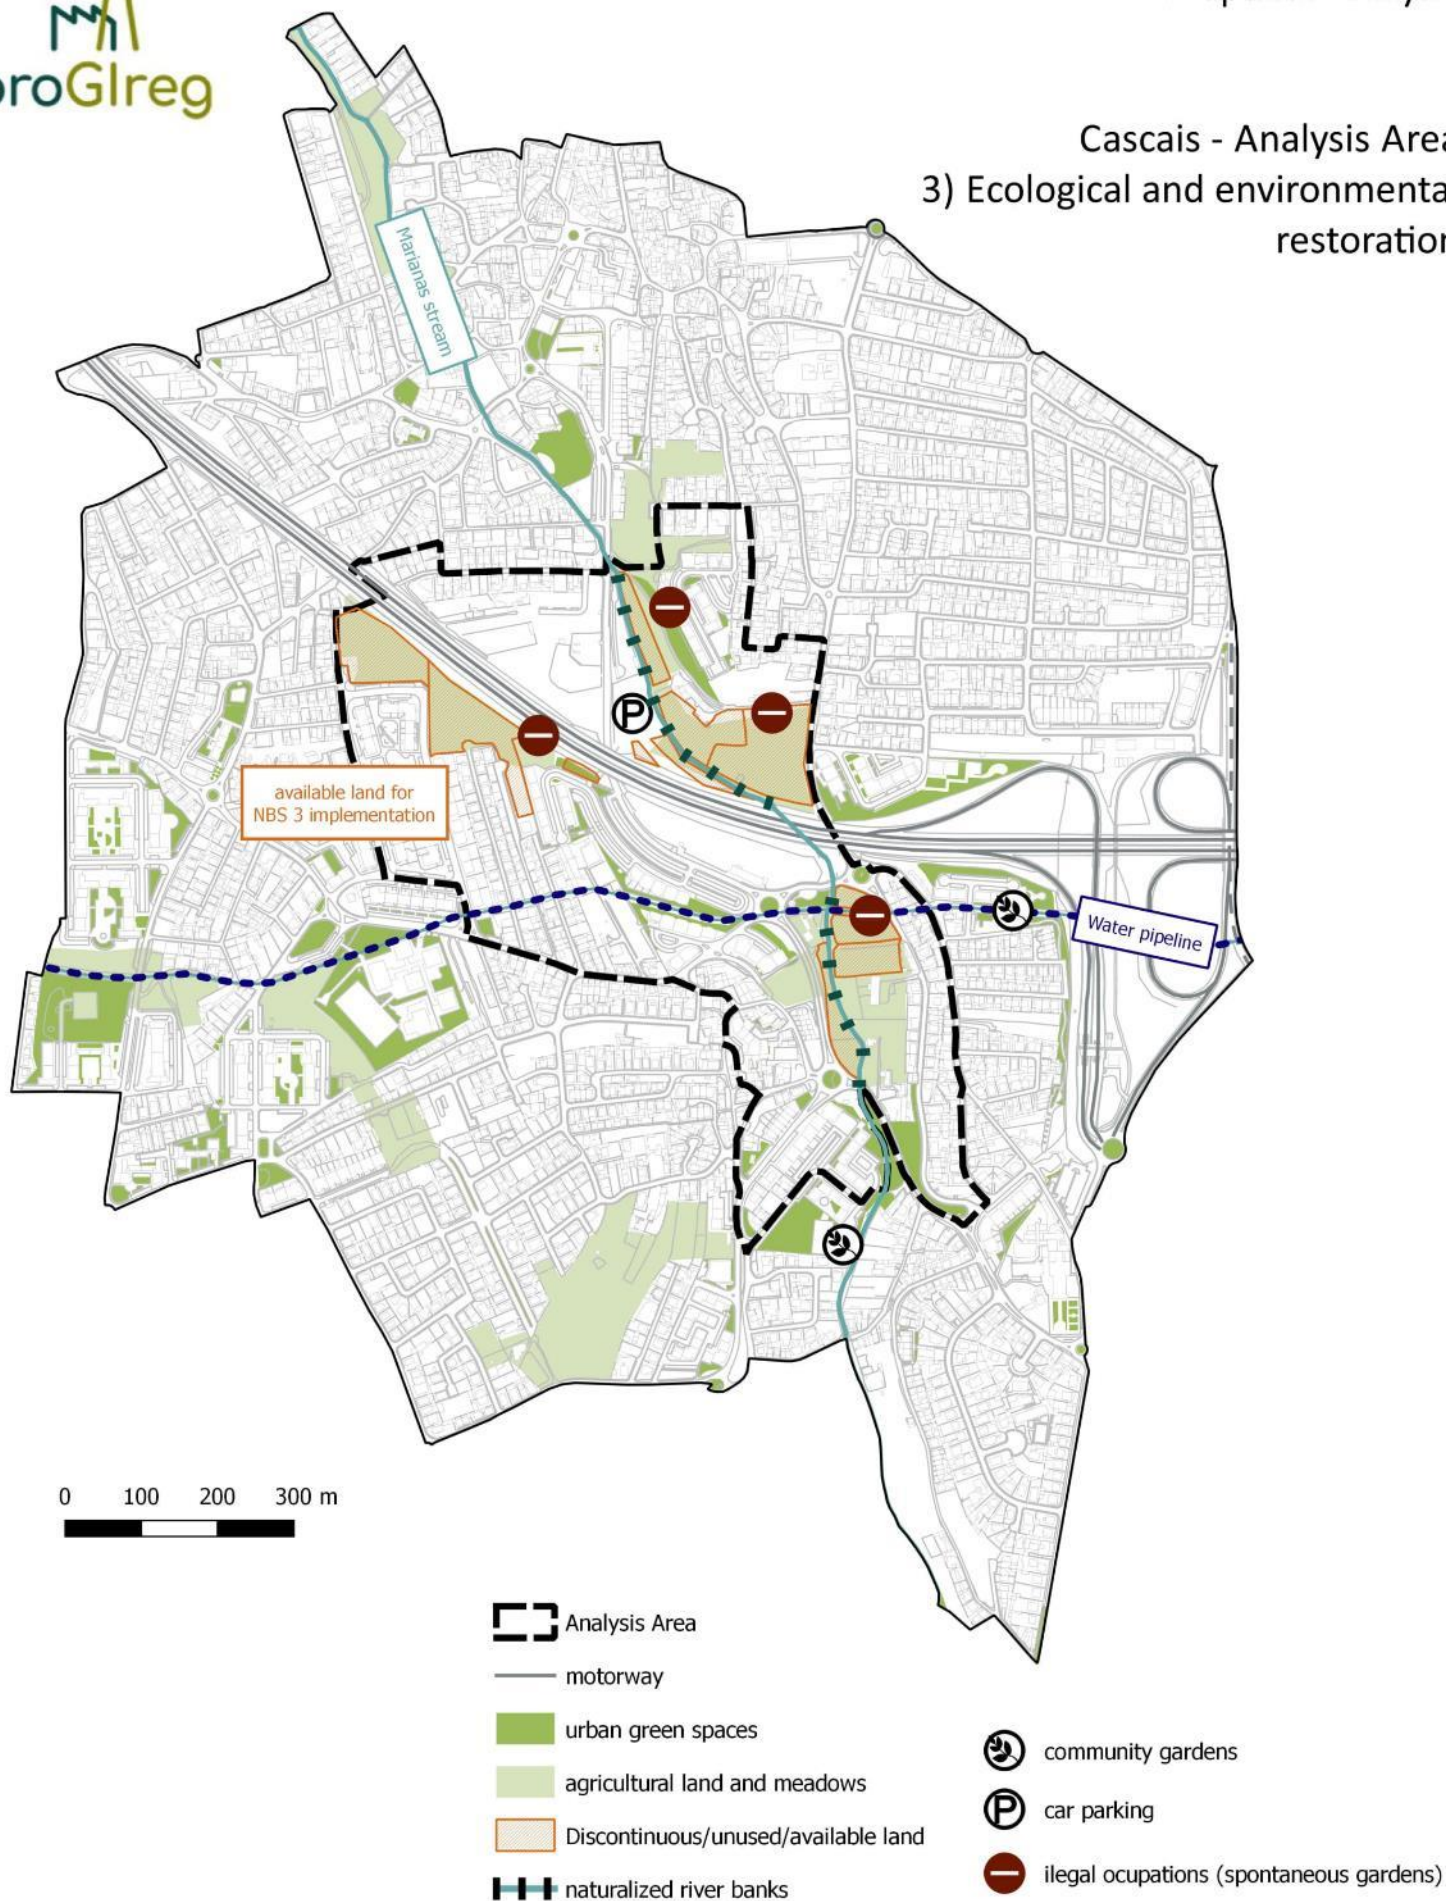 proGIreg
Cascais - Analysis Area
3) Ecological and environmental
restoration
Marianas stream
P
available land for
NBS 3 implementation
Water pipeline
0 100 200 300 m
Analysis Area
motorway
urban green spaces
agricultural land and meadows
Discontinuous/unused/available land
naturalized river banks
community gardens
P car parking
ilegal ocupations (spontaneous gardens)